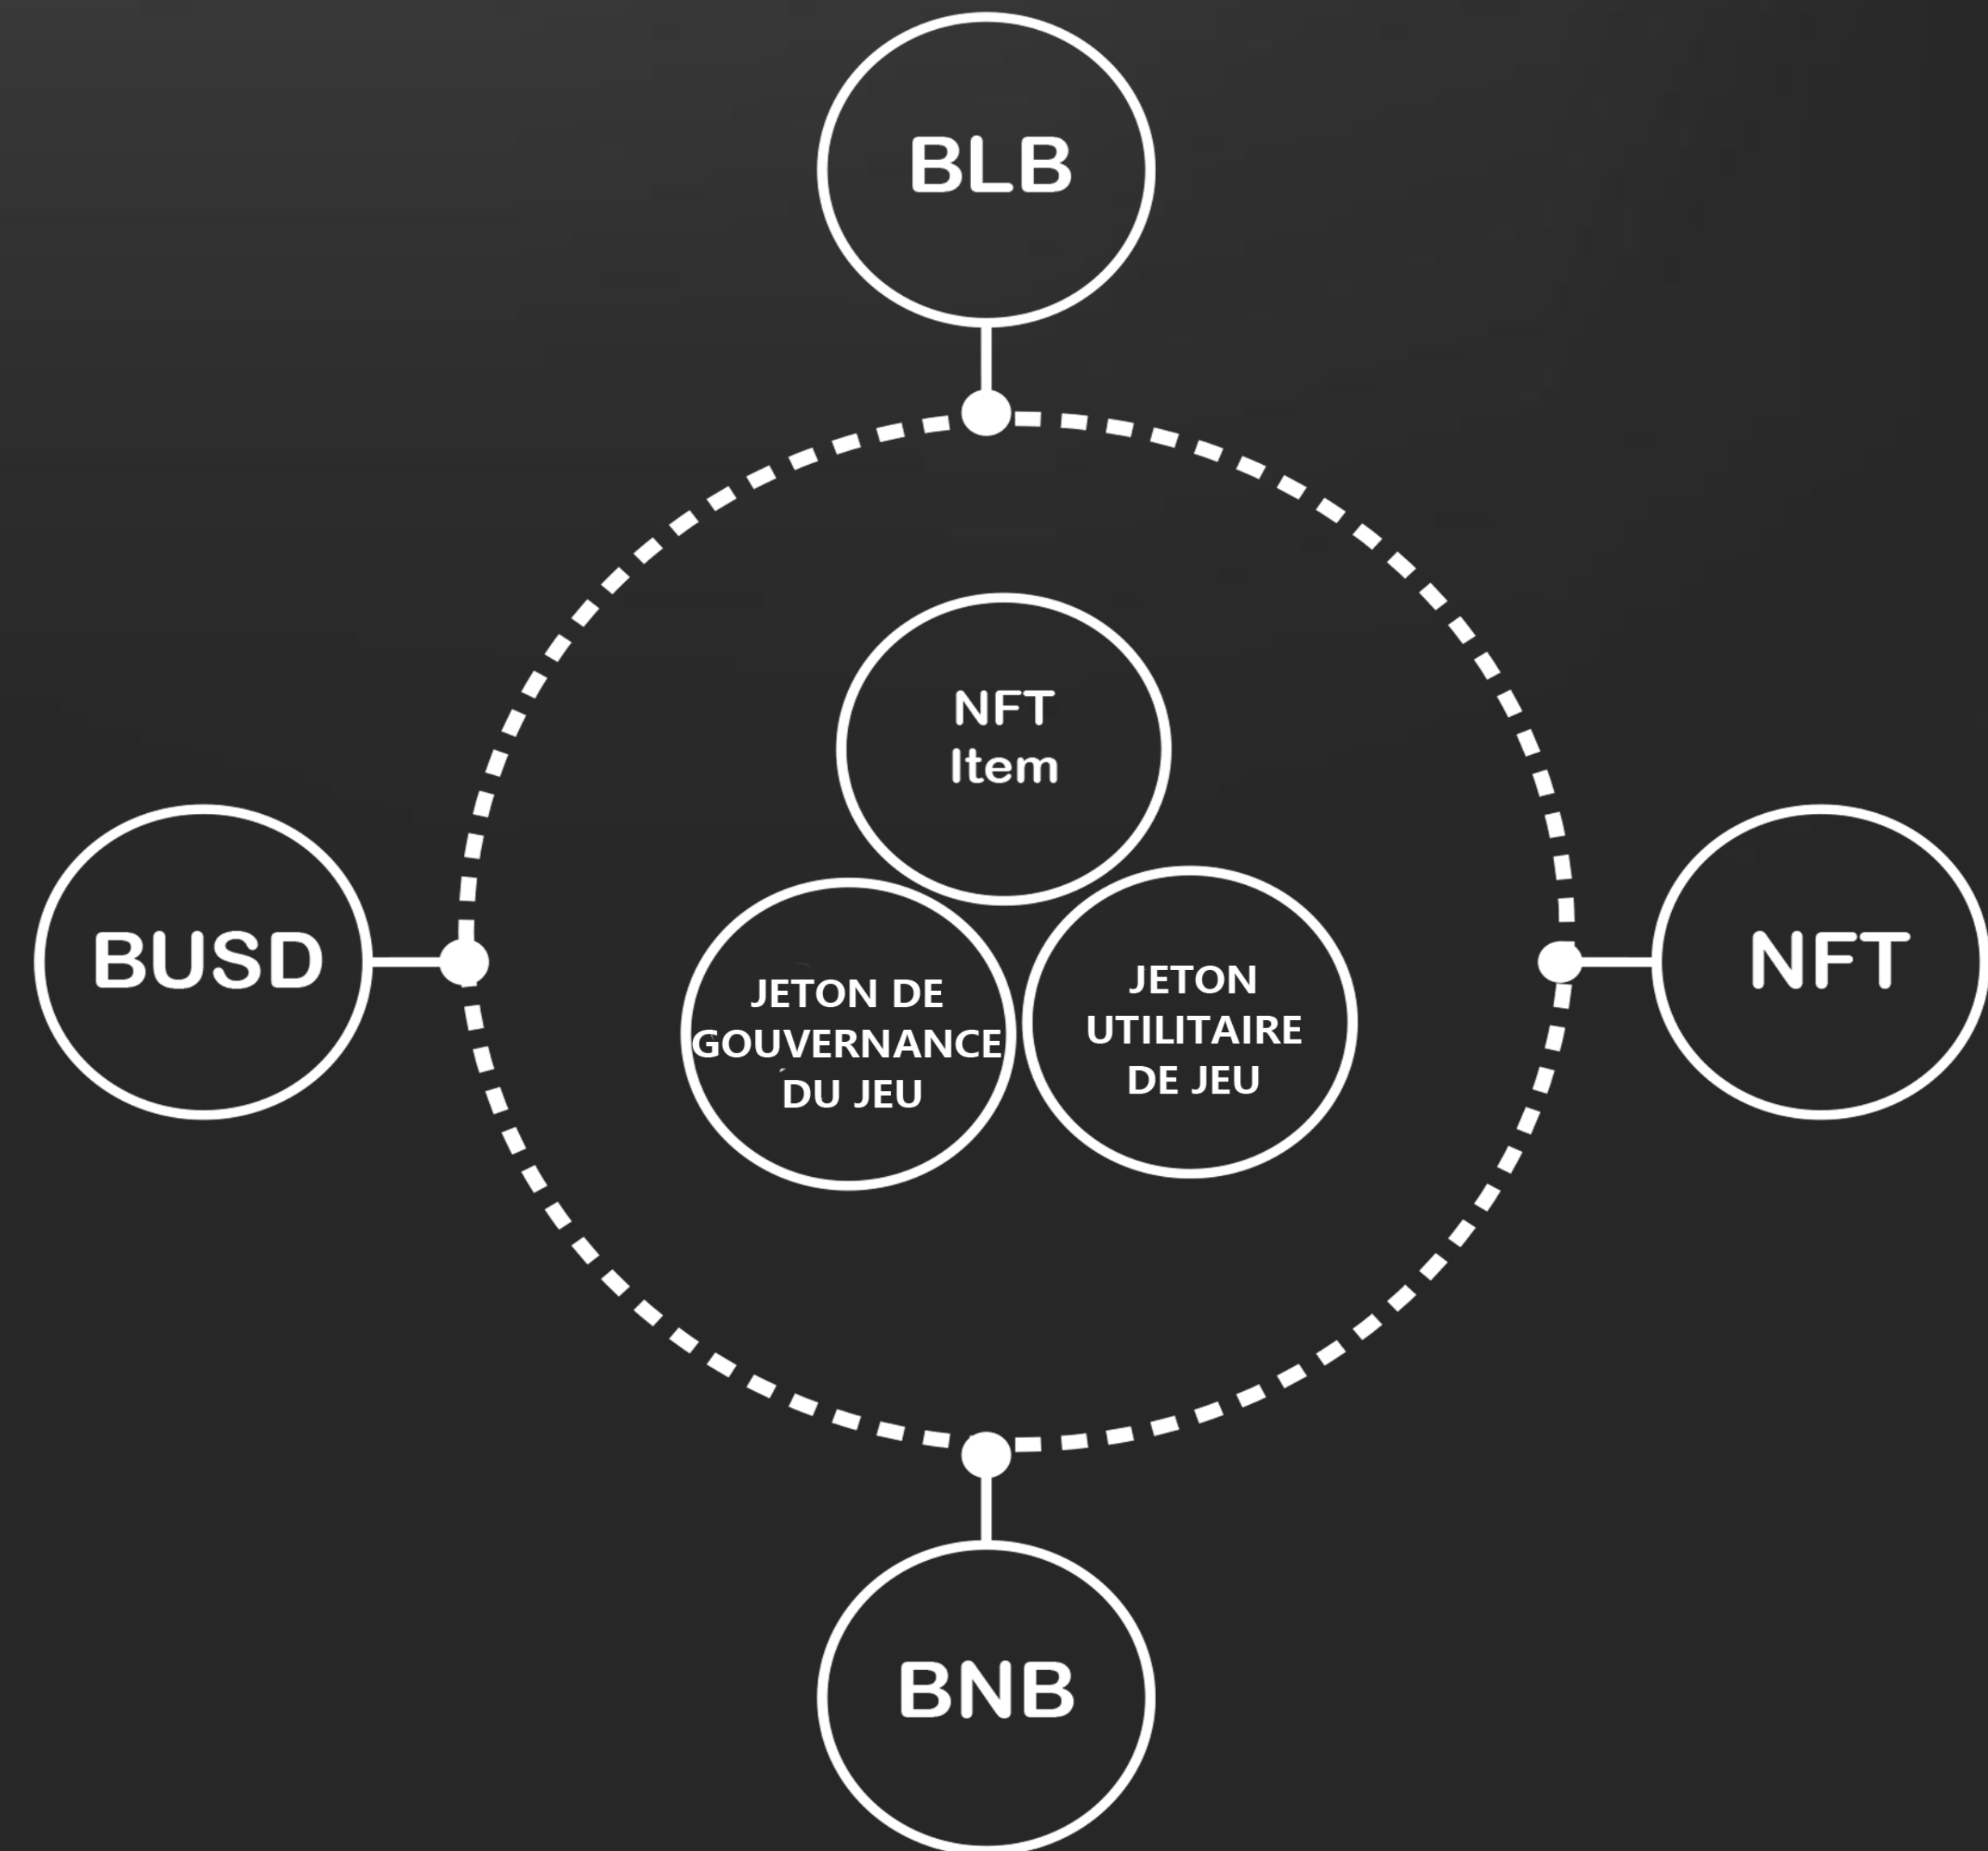 BLB
NFT
Item
BUSD
JETON DE
GOUVERNANCE
DU JEU
JETON
UTILITAIRE
DE JEU
NFT
BNB